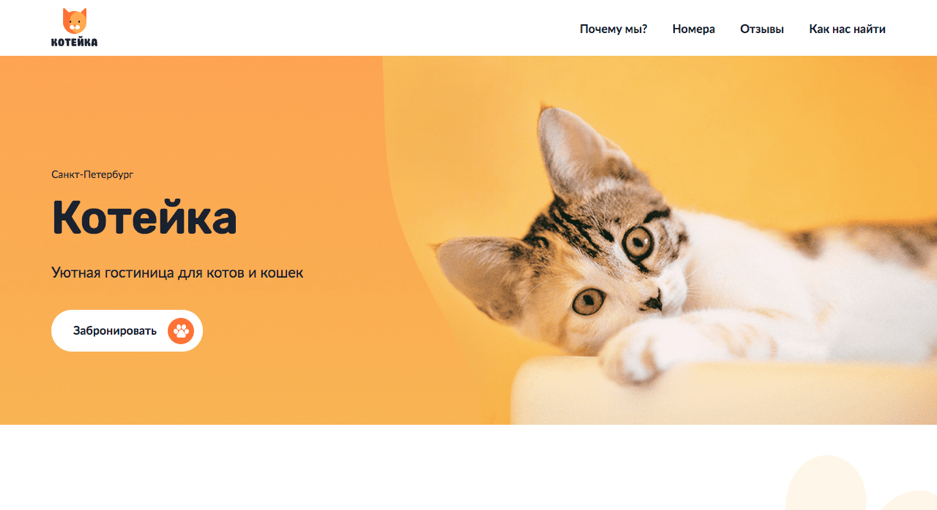 КОТЕЙКА
Почему мы? Номера Отзывы Как нас найти
Санкт-Петербург
Котейка
Уютная гостиница для котов и кошек
Забронировать